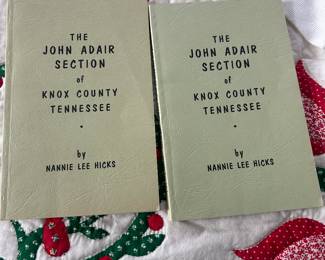 THE
JOHN ADAIR
SECTION
of
KNOX COUNTY
TENNESSEE
•
by
NANNIE LEE HICKS
THE
JOHN ADAIR
SECTION
of
KNOX COUNTY
TENNESSEE
•
by
NANNIE LEE HICKS